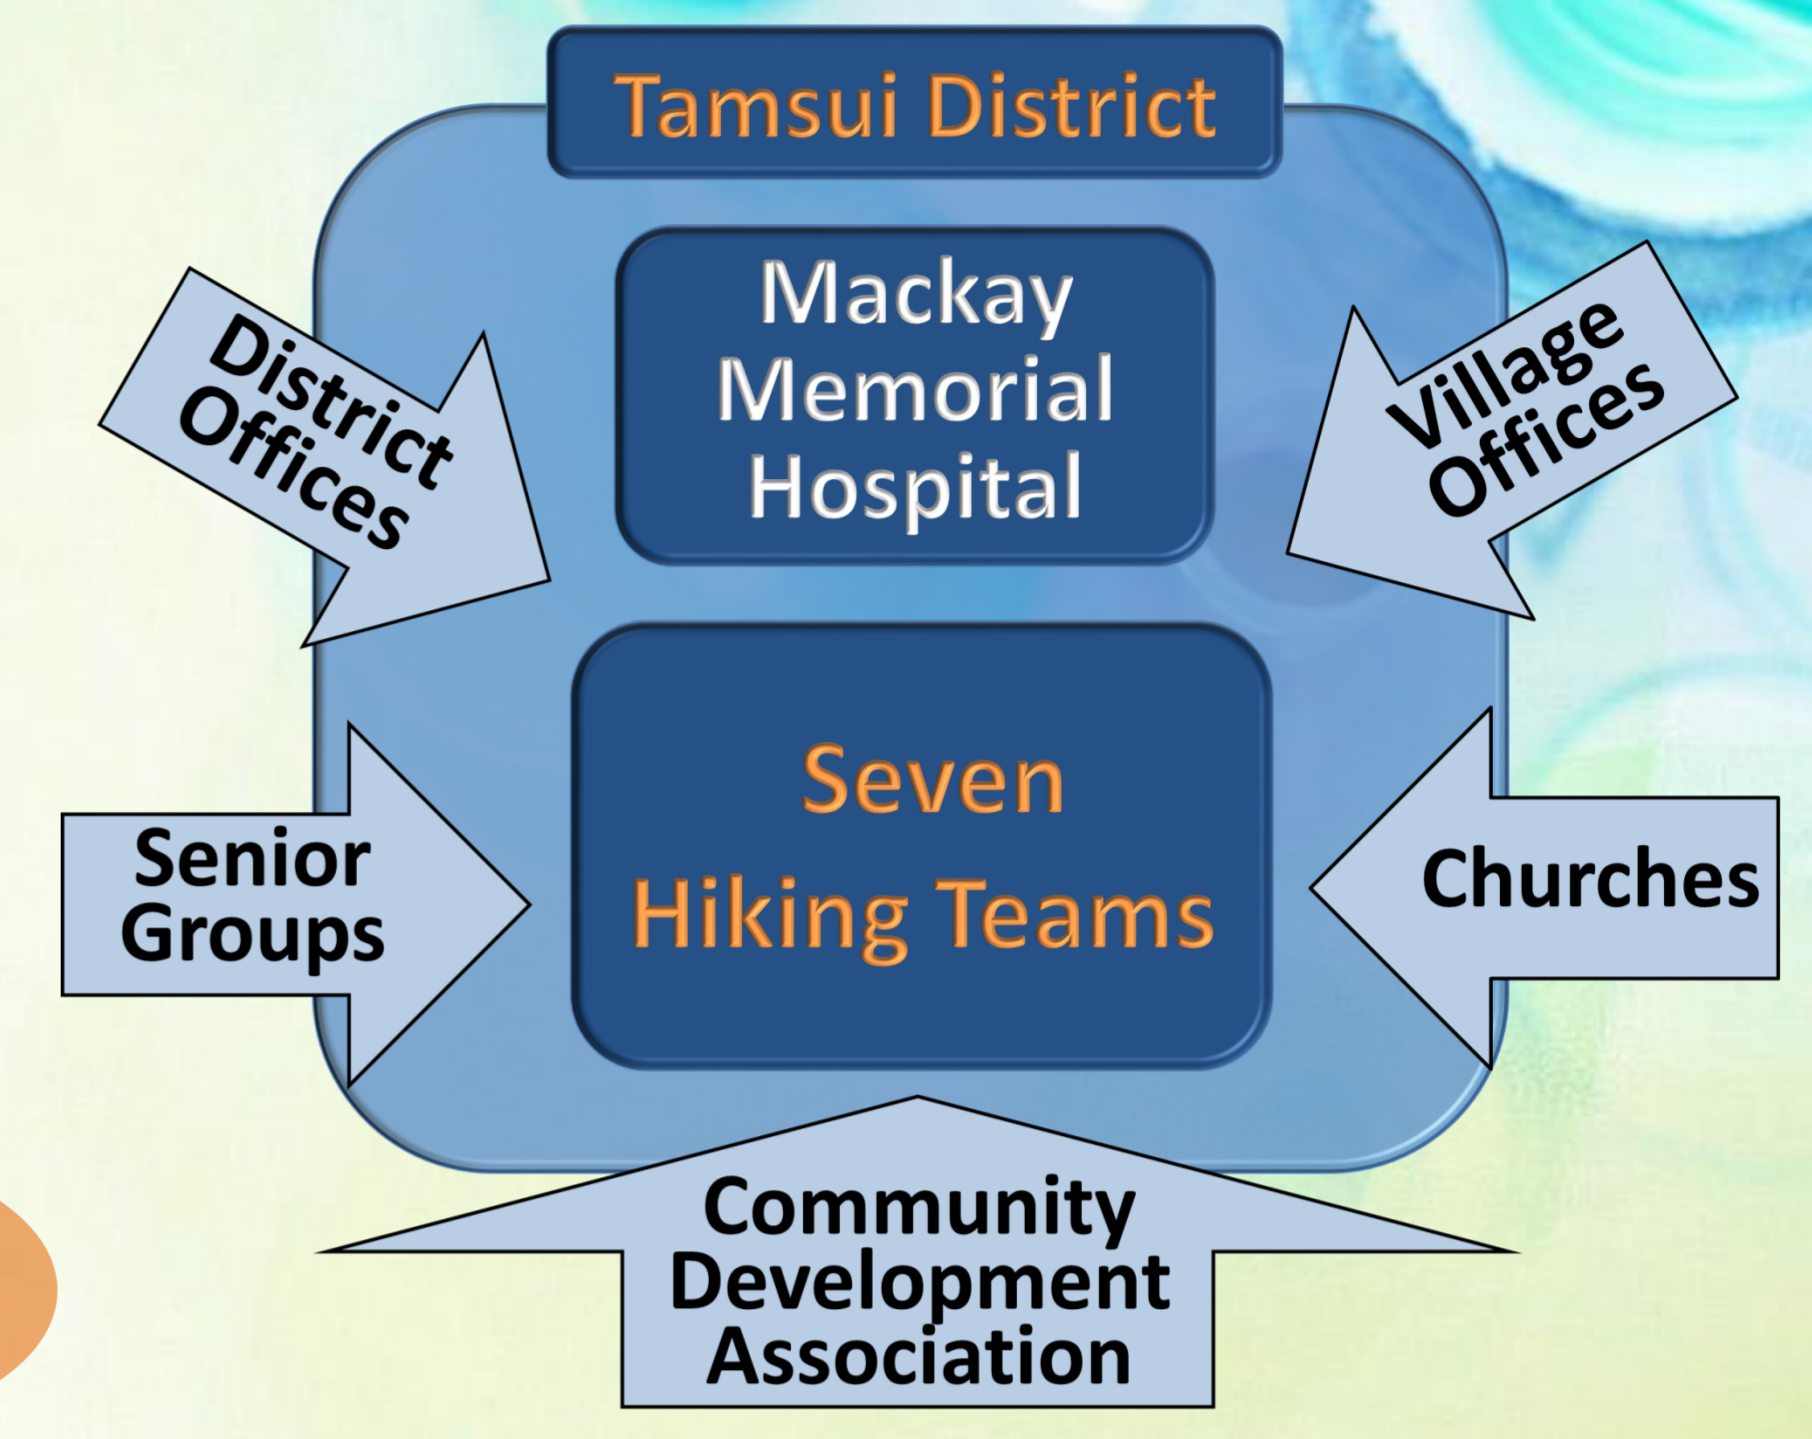 Tamsui District
Mackay
Memorial
Hospital
District
Offices
Village
Offices
Seven
Hiking Teams
Senior
Groups
Churches
Community
Development
Association